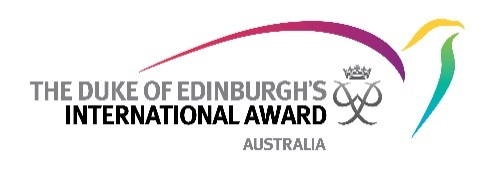 THE DUKE OF EDINBURGH'S
INTERNATIONAL AWARD
AUSTRALIA